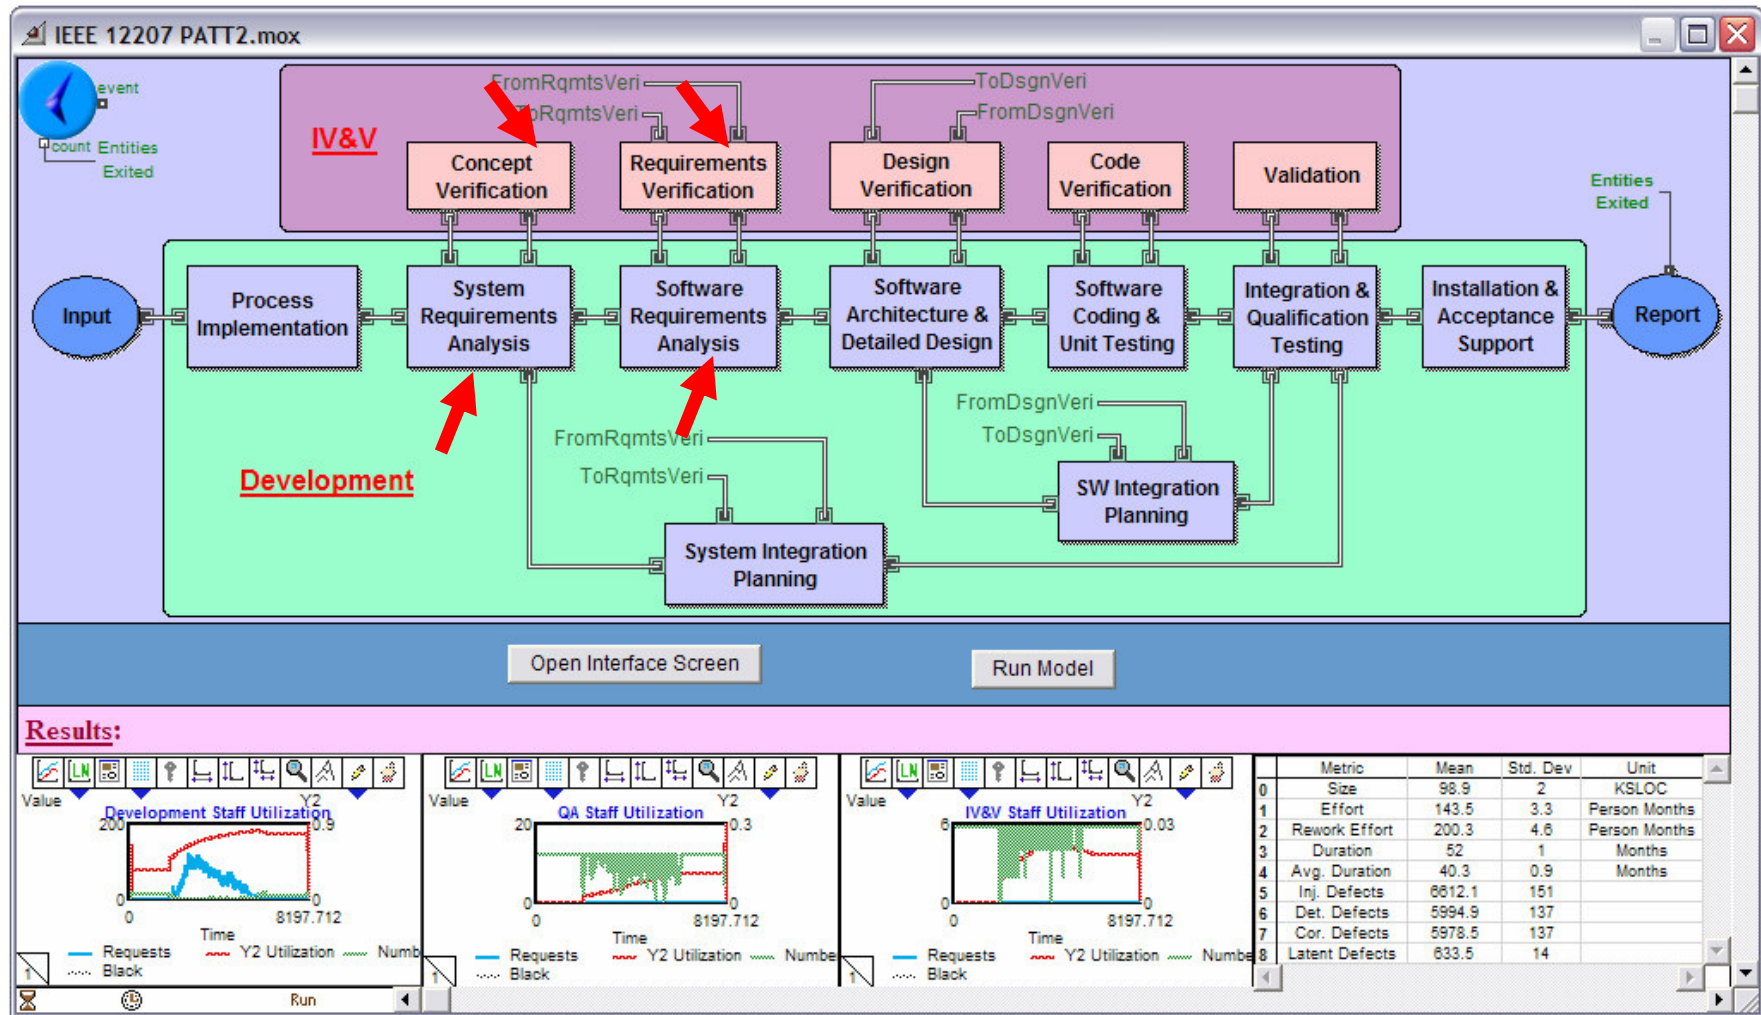 IEEE 12207 PATT2.mox
event
count Entities
Exited
IV&V
FromRqmtsVeri
ToRqmtsVeri
ToDsgnVeri
FromDsgnVeri
Concept
Verification
Requirements
Verification
Design
Verification
Code
Verification
Validation
Entities
Exited
Input
Process
Implementation
System
Requirements
Analysis
Software
Requirements
Analysis
Software
Architecture &
Detailed Design
Software
Coding &
Unit Testing
Integration &
Qualification
Testing
Installation &
Acceptance
Support
Report
Development
FromRqmtsVeri
ToRqmtsVeri
FromDsgnVeri
ToDsgnVeri
SW Integration
Planning
System Integration
Planning
Open Interface Screen
Run Model
Results:
LN
Value Y2
Development Staff Utilization
200 0.9
0 0
0 8197.712
Time
Requests Y2 Utilization Numb
Black
1
LN
Value Y2
QA Staff Utilization
20 0.3
0 0
0 8197.712
Time
Requests Y2 Utilization Numbe
Black
1
LN
Value Y2
IV&V Staff Utilization
6 0.03
0 0
0 8197.712
Time
Requests Y2 Utilization Numbe
Black
1
Metric Mean Std. Dev Unit
0 Size 98.9 2 KSLOC
1 Effort 143.5 3.3 Person Months
2 Rework Effort 200.3 4.6 Person Months
3 Duration 52 1 Months
4 Avg. Duration 40.3 0.9 Months
5 Inj. Defects 6612.1 151
6 Det. Defects 5994.9 137
7 Cor. Defects 5978.5 137
8 Latent Defects 633.5 14
Run